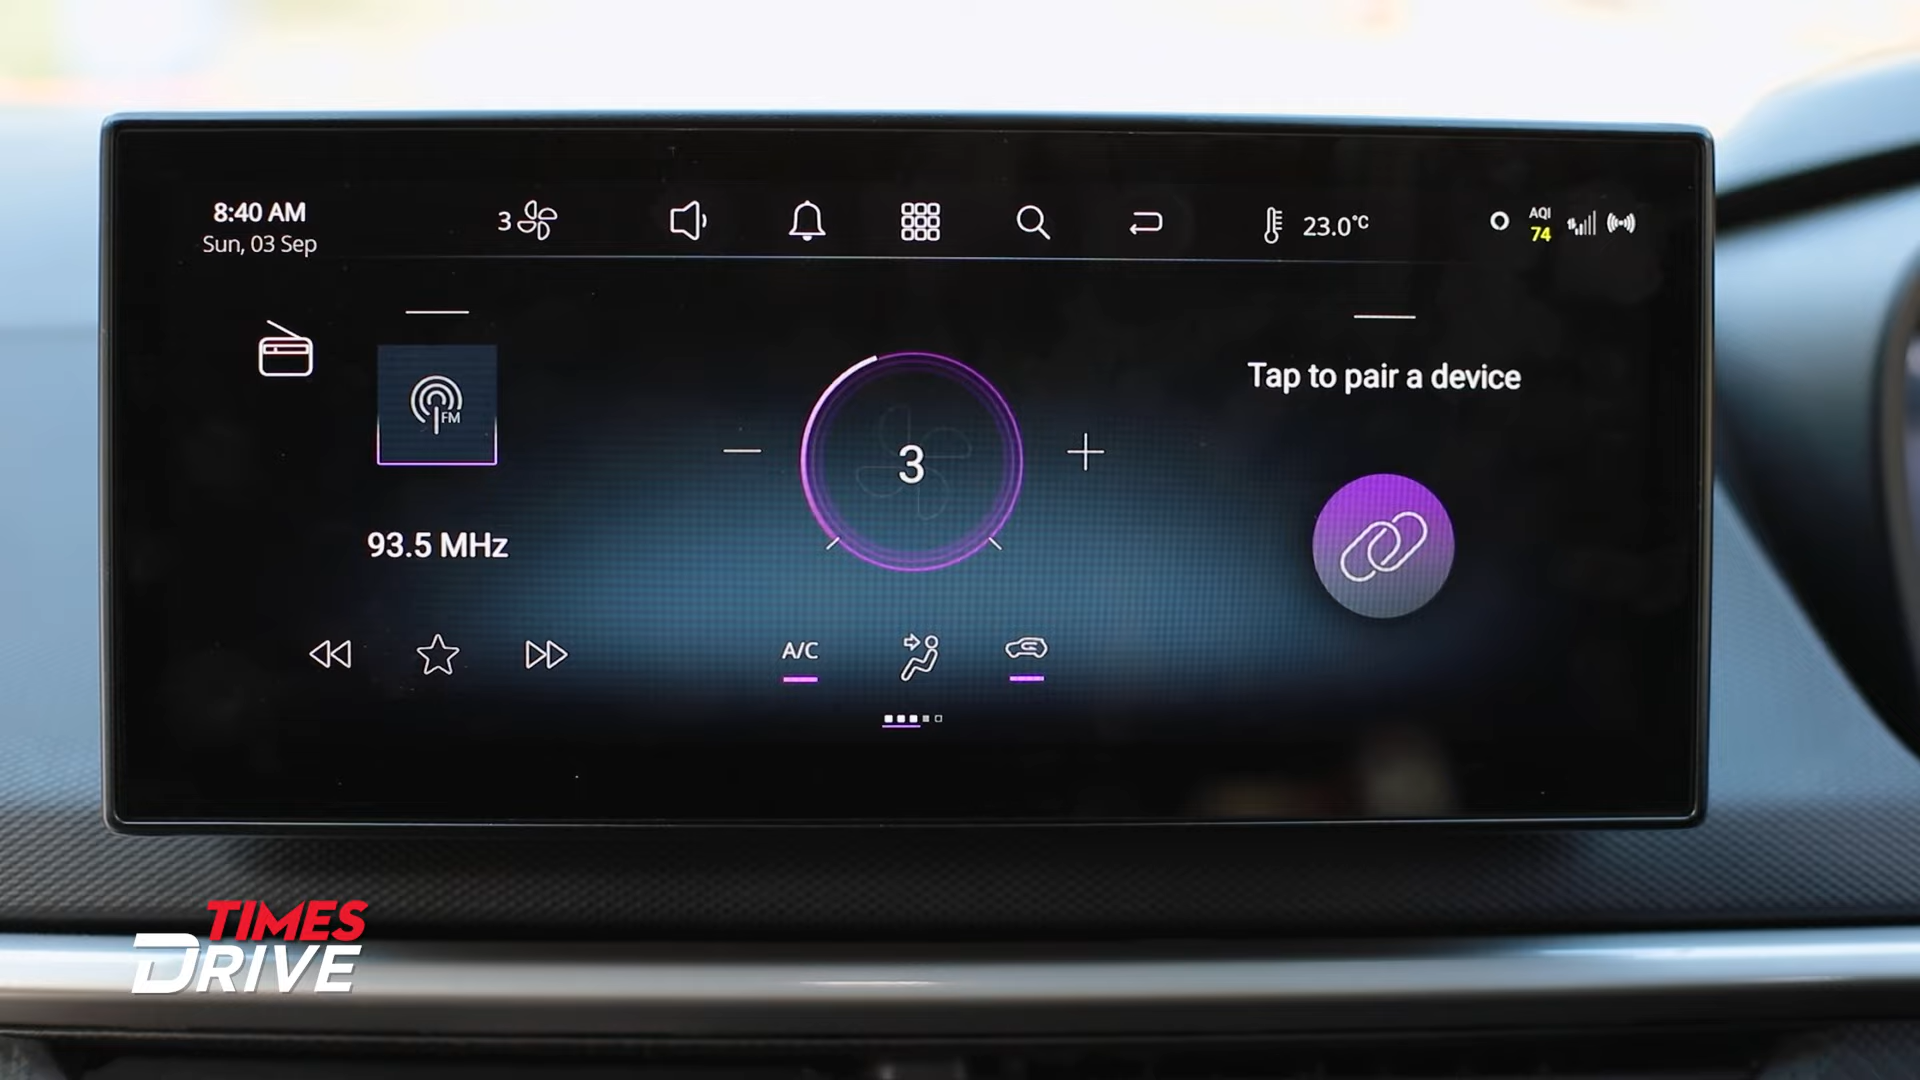 8:40 AM
Sun, 03 Sep
3
23.0°C
AQI
74
FM
93.5 MHz
3
A/C
Tap to pair a device
TIMES
DRIVE